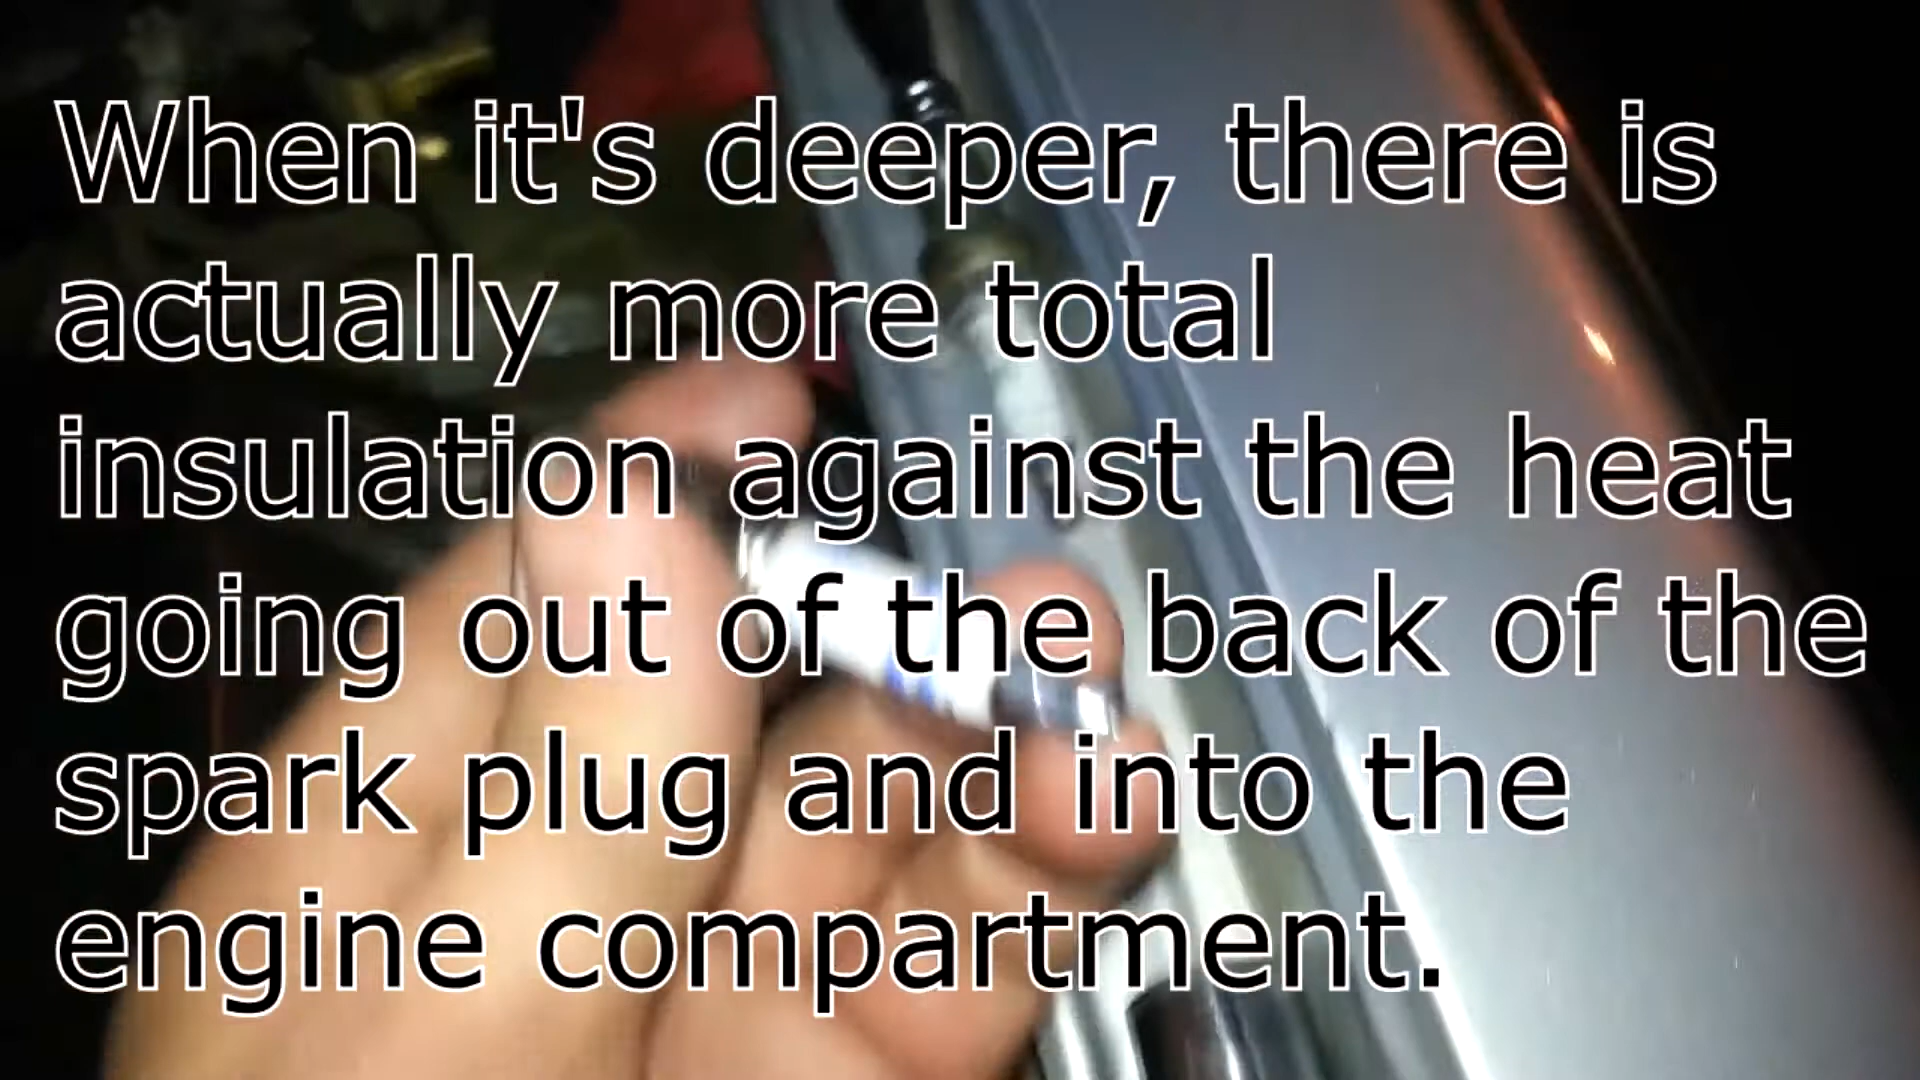 When it's deeper, there is
actually more total
insulation against the heat
going out of the back of the
spark plug and into the
engine compartment.